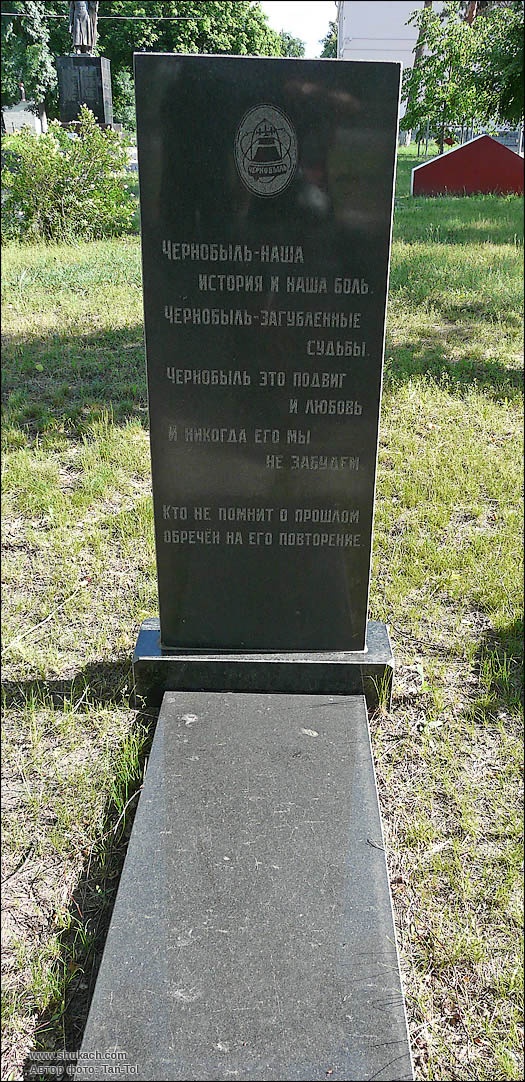 ЧЕРНОБЫЛЬ
ЧЕРНОБЫЛЬ-НАША
ИСТОРИЯ И НАША БОЛЬ.
ЧЕРНОБЫЛЬ-ЗАГУБЛЕННЫЕ
СУДЬБЫ.
ЧЕРНОБЫЛЬ ЭТО ПОДВИГ
И ЛЮБОВЬ
И НИКОГДА ЕГО МЫ
НЕ ЗАБУДЕМ.
КТО НЕ ПОМНИТ О ПРОШЛОМ
ОБРЕЧЁН НА ЕГО ПОВТОРЕНИЕ.
www.shukach.com
Автор фото: Tari-Tol